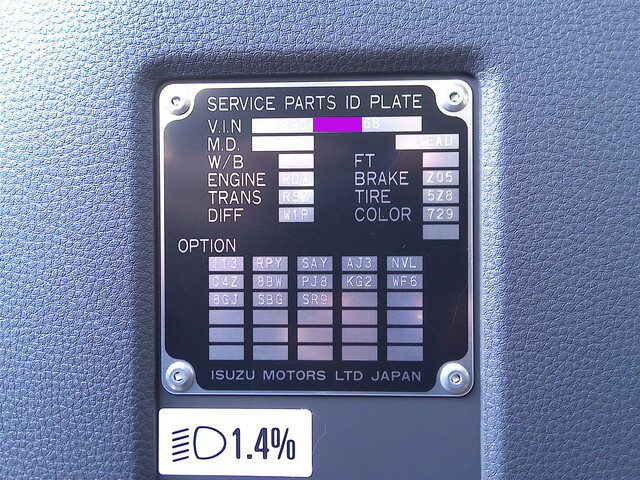 SERVICE PARTS ID PLATE
V.I.N 68
M.D.
W/B FT
ENGINE BRAKE Z05
TRANS TIRE 5Z8
DIFF W1P COLOR 729
OPTION
113 RPY SAY AJ3 NVL
C4Z 8BW PJ8 KG2 WF6
8GJ SBG SR9
ISUZU MOTORS LTD JAPAN
1.4%